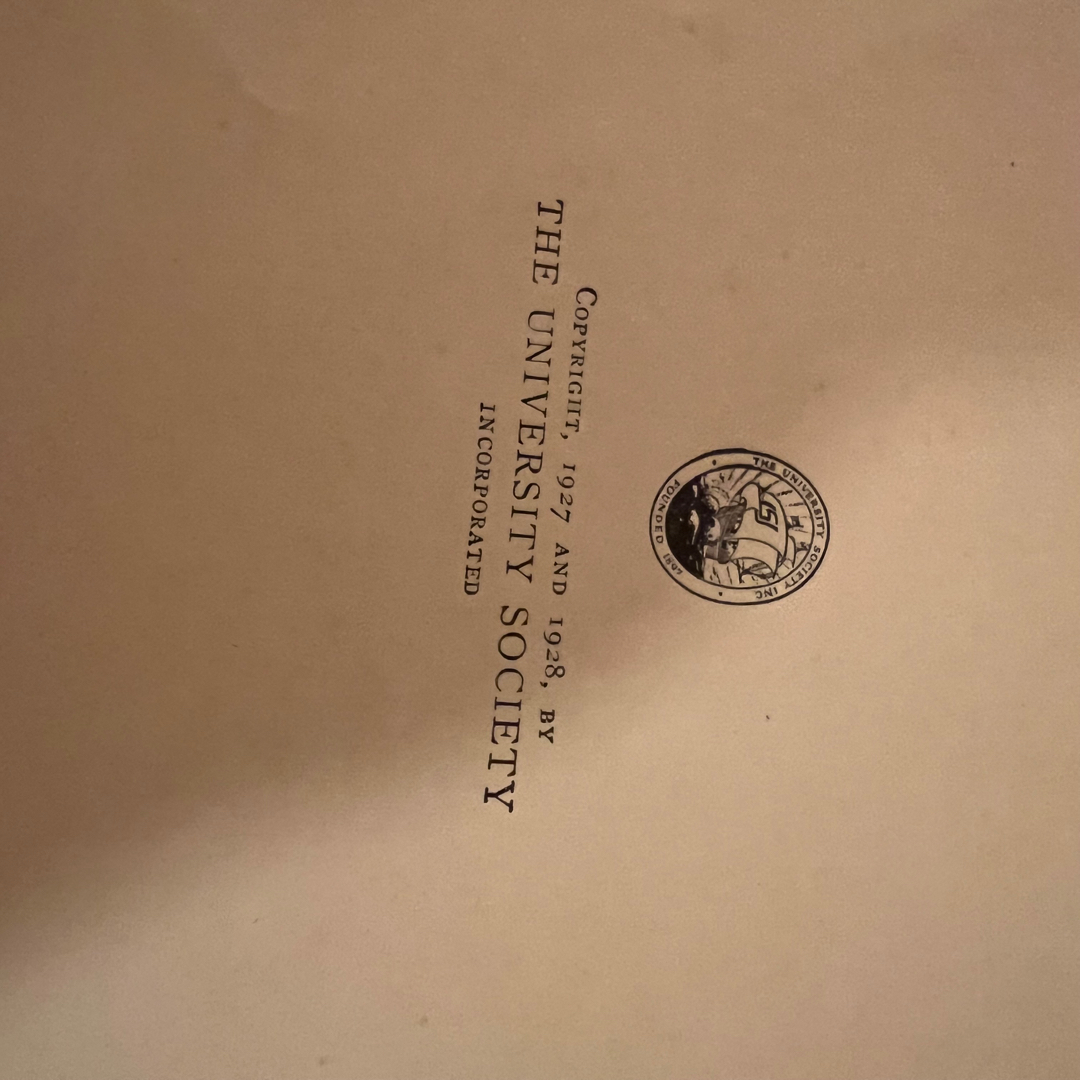 THE UNIVERSITY SOCIETY INC
FOUNDED 1897
COPYRIGHT, 1927 AND 1928, BY
THE UNIVERSITY SOCIETY
INCORPORATED